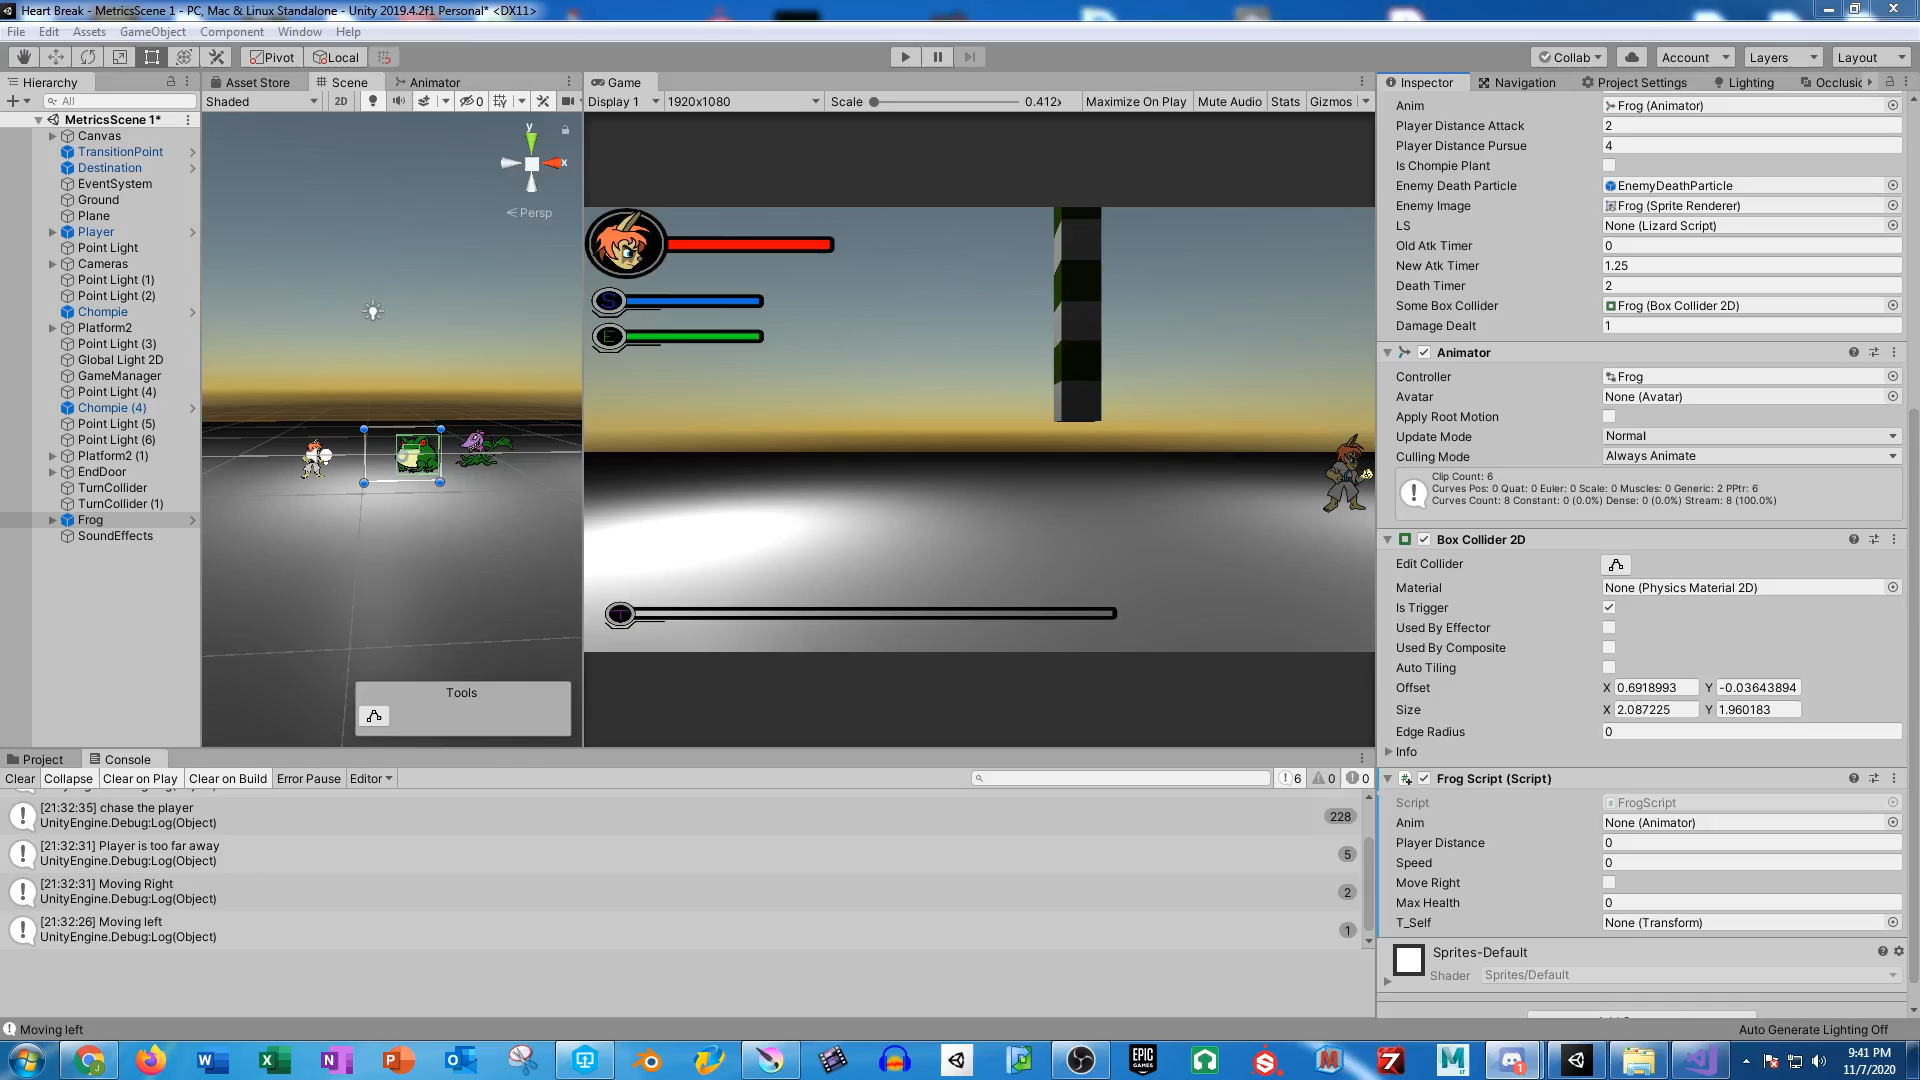 Heart Break - MetricsScene 1 - PC, Mac & Linux Standalone - Unity 2019.4.2f1 Personal* <DX11>
File Edit Assets GameObject Component Window Help
Pivot Local Collab Account Layers Layout
Hierarchy Asset Store Scene Animator Game Inspector Navigation Project Settings Lighting Occlusic
All Shaded 2D 0 Display 1 1920x1080 Scale 0.412x Maximize On Play Mute Audio Stats Gizmos
MetricsScene 1*
Canvas
TransitionPoint
Destination
EventSystem
Ground
Plane
Player
Point Light
Cameras
Point Light (1)
Point Light (2)
Chompie
Platform2
Point Light (3)
Global Light 2D
GameManager
Point Light (4)
Chompie (4)
Point Light (5)
Point Light (6)
Platform2 (1)
EndDoor
TurnCollider
TurnCollider (1)
Frog
SoundEffects
y
x
Persp
Tools
S
E
T
Anim Frog (Animator)
Player Distance Attack 2
Player Distance Pursue 4
Is Chompie Plant
Enemy Death Particle EnemyDeathParticle
Enemy Image Frog (Sprite Renderer)
LS None (Lizard Script)
Old Atk Timer 0
New Atk Timer 1.25
Death Timer 2
Some Box Collider Frog (Box Collider 2D)
Damage Dealt 1
Animator
Controller Frog
Avatar None (Avatar)
Apply Root Motion
Update Mode Normal
Culling Mode Always Animate
Clip Count: 6
Curves Pos: 0 Quat: 0 Euler: 0 Scale: 0 Muscles: 0 Generic: 2 PPtr: 6
Curves Count: 8 Constant: 0 (0.0%) Dense: 0 (0.0%) Stream: 8 (100.0%)
Box Collider 2D
Edit Collider
Material None (Physics Material 2D)
Is Trigger
Used By Effector
Used By Composite
Auto Tiling
Offset X 0.6918993 Y -0.03643894
Size X 2.087225 Y 1.960183
Edge Radius 0
Info
Frog Script (Script)
Script FrogScript
Anim None (Animator)
Player Distance 0
Speed 0
Move Right
Max Health 0
T_Self None (Transform)
Sprites-Default
Shader Sprites/Default
Project Console
Clear Collapse Clear on Play Clear on Build Error Pause Editor 6 0 0
[21:32:35] chase the player
UnityEngine.Debug:Log(Object)
228
[21:32:31] Player is too far away
UnityEngine.Debug:Log(Object)
5
[21:32:31] Moving Right
UnityEngine.Debug:Log(Object)
2
[21:32:26] Moving left
UnityEngine.Debug:Log(Object)
1
Moving left
Auto Generate Lighting Off
EPIC GAMES
9:41 PM
11/7/2020